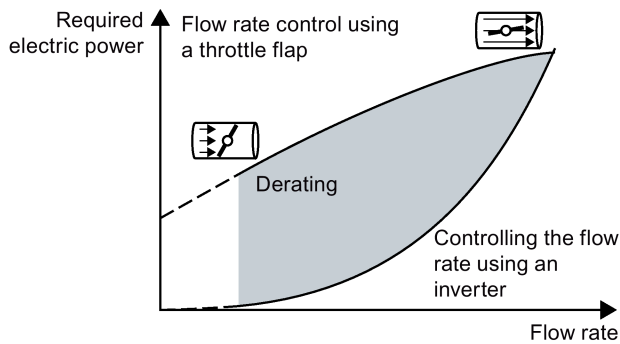 Required
electric power
Flow rate control using
a throttle flap
Derating
Controlling the flow
rate using an
inverter
Flow rate